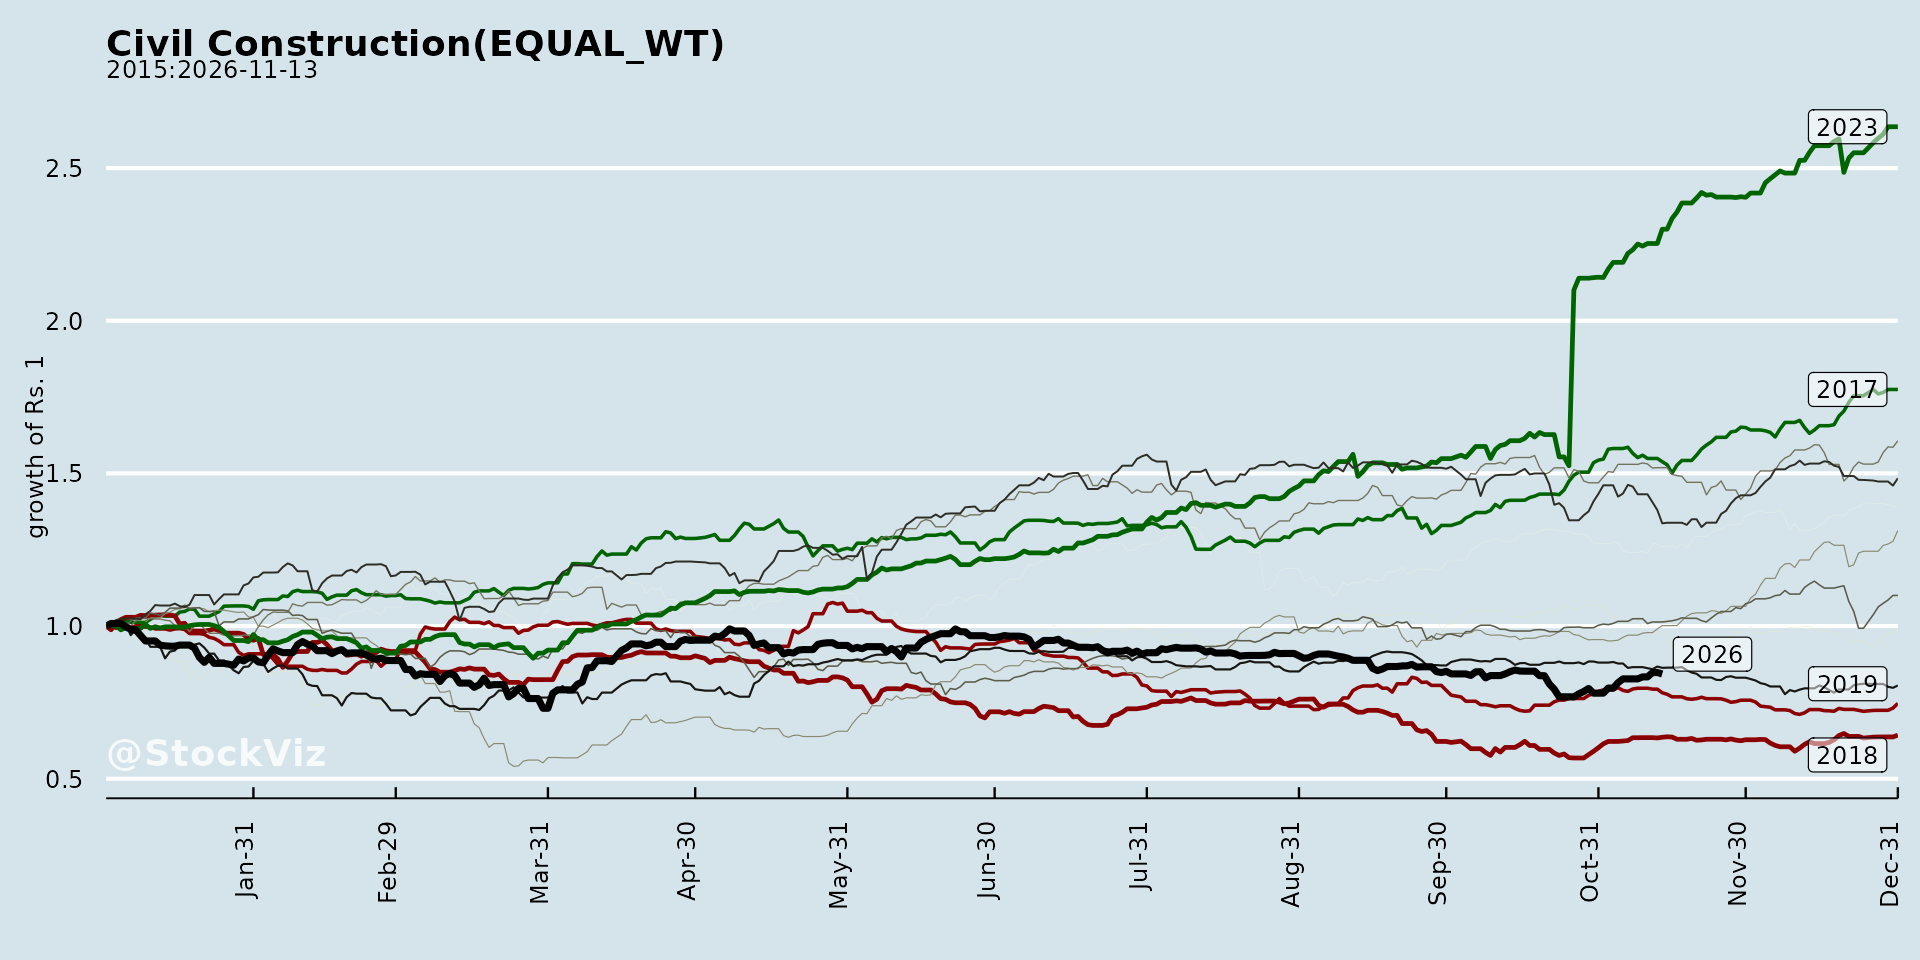 Civil Construction(EQUAL_WT)
2015:2026-11-13
growth of Rs. 1
2.5
2.0
1.5
1.0
0.5
2023
2017
2026
2019
2018
@StockViz
Jan-31
Feb-29
Mar-31
Apr-30
May-31
Jun-30
Jul-31
Aug-31
Sep-30
Oct-31
Nov-30
Dec-31